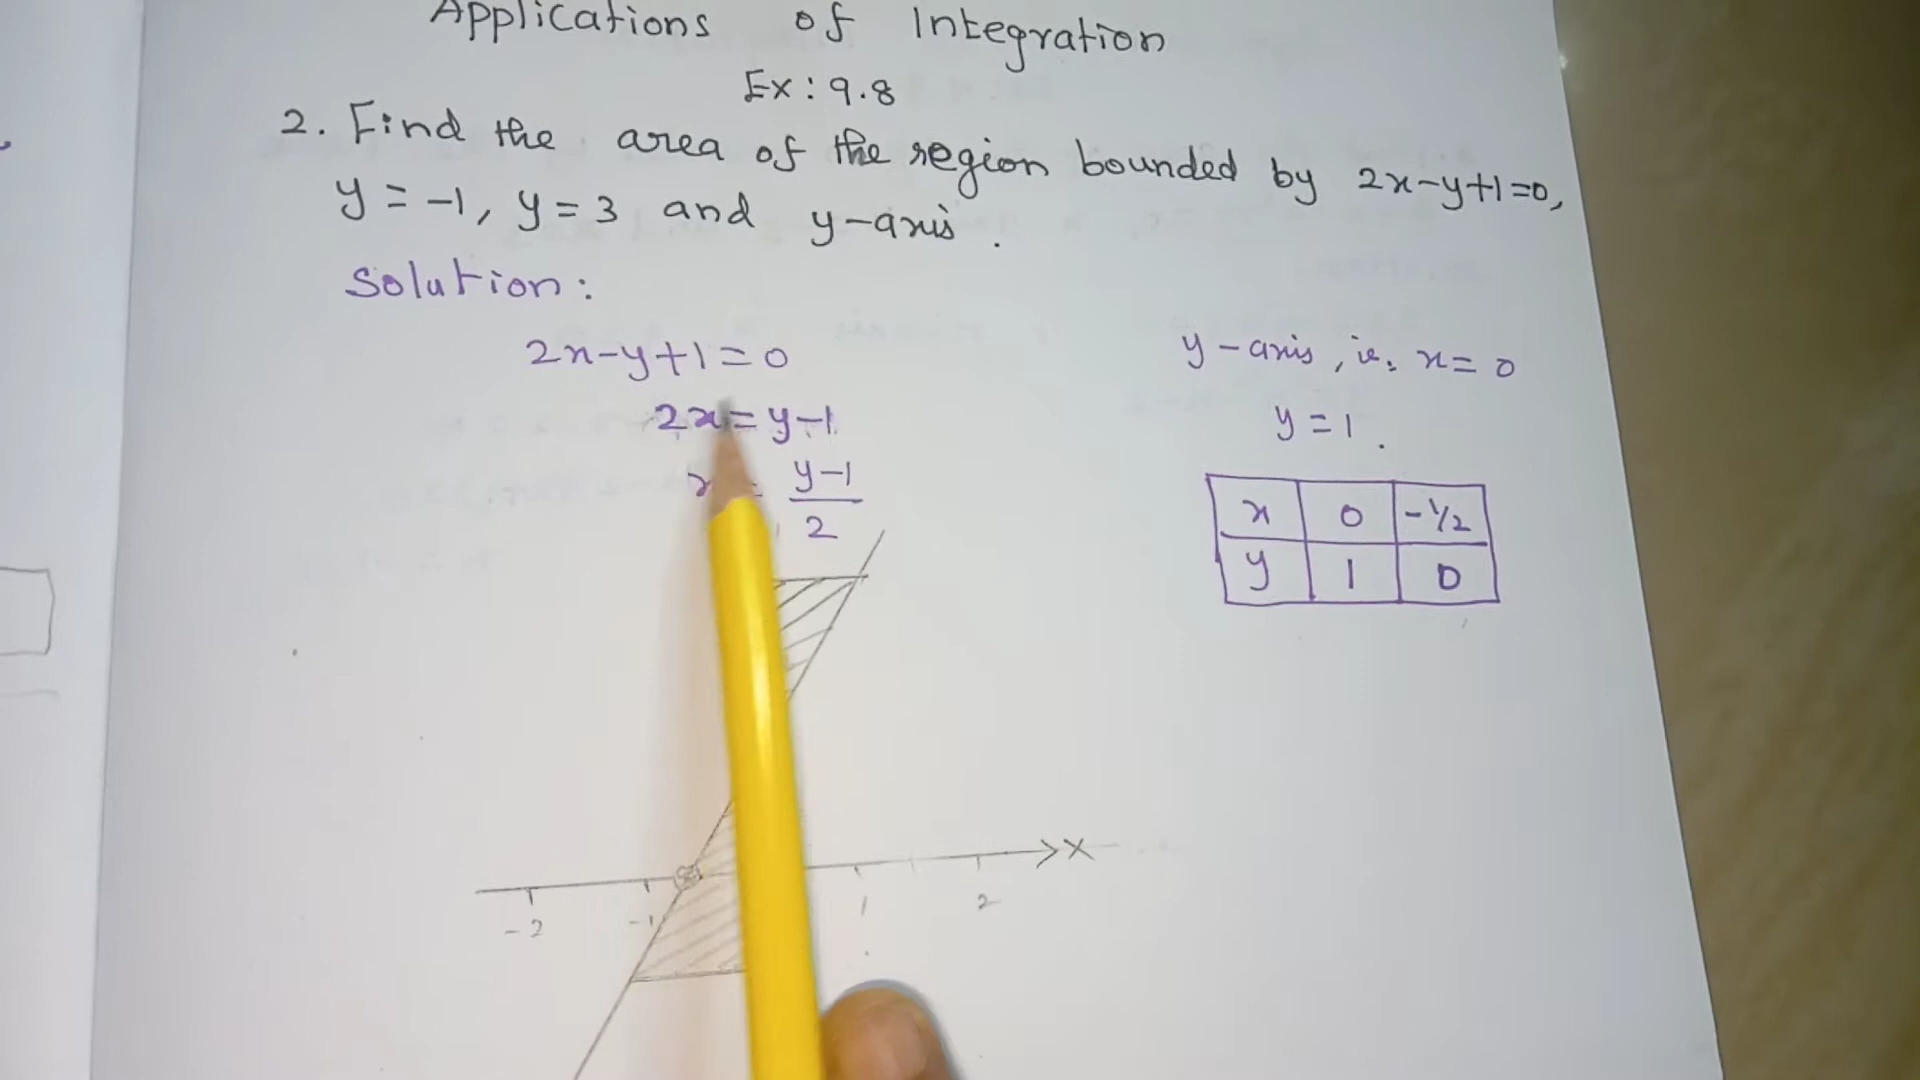 Applications of Integration
Ex: 9.8
2. Find the area of the region bounded by 2x-y+1=0,
y=-1, y=3 and y-axis.
Solution:
2x-y+1=0
2x=y-1
y-1
2
y-axis, ie. x=0
y=1.
x 0 -1/2
y 1 0
X
-2 -1 1 2